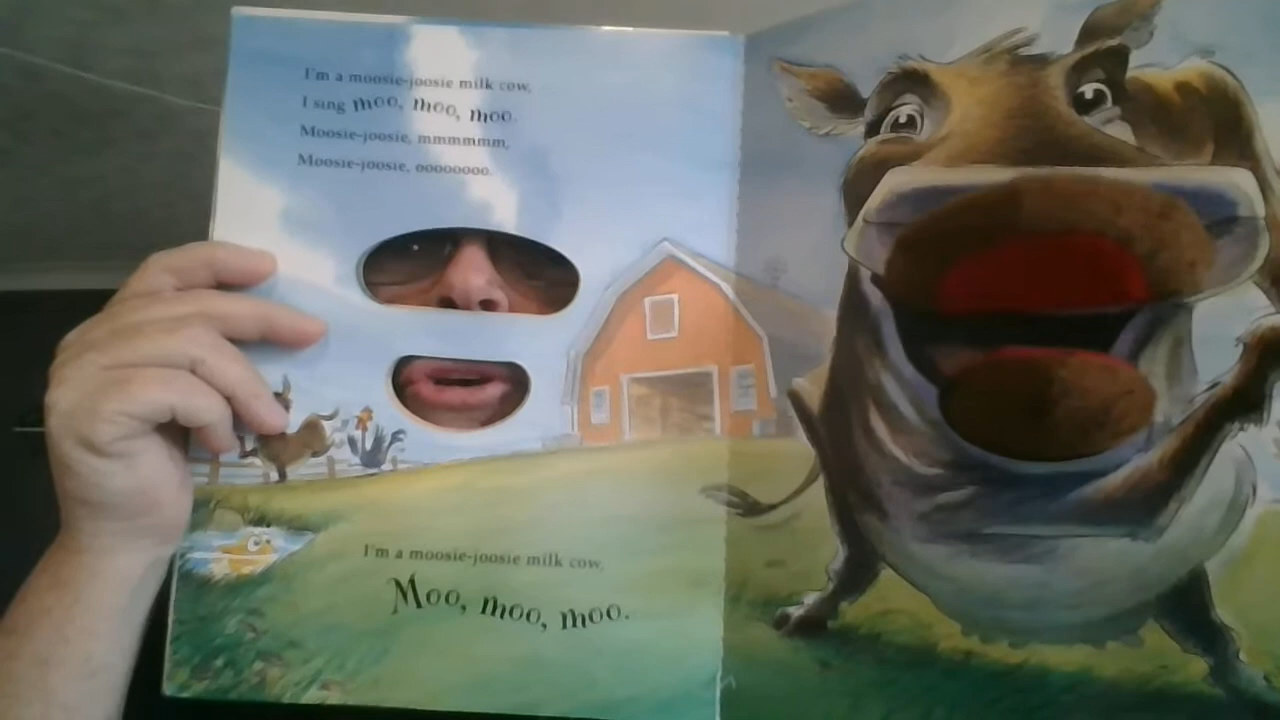 I'm a moosie-joosie milk cow,
I sing moo, moo, moo.
Moosie-joosie, mmmmmm,
Moosie-joosie, oooooooo.
I'm a moosie-joosie milk cow,
Moo, moo, moo.